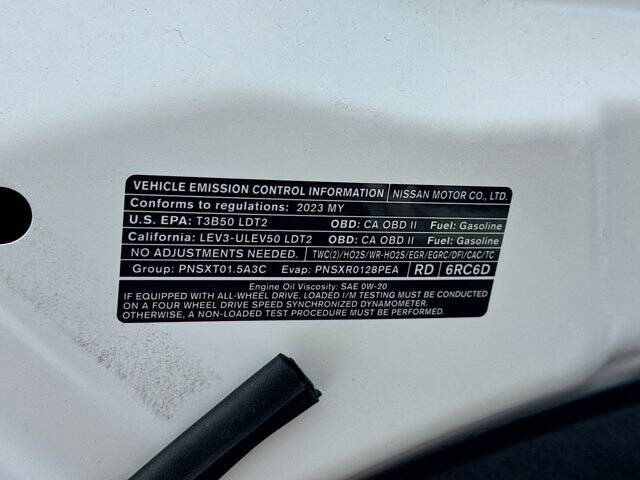 VEHICLE EMISSION CONTROL INFORMATION NISSAN MOTOR CO., LTD.
Conforms to regulations: 2023 MY
U.S. EPA: T3B50 LDT2 OBD: CA OBD II Fuel: Gasoline
California: LEV3-ULEV50 LDT2 OBD: CA OBD II Fuel: Gasoline
NO ADJUSTMENTS NEEDED. TWC(2)/HO2S/WR-HO2S/EGR/EGRC/DFI/CAC/TC
Group: PNSXT01.5A3C Evap: PNSXR0128PEA RD 6RC6D
Engine Oil Viscosity: SAE 0W-20
IF EQUIPPED WITH ALL-WHEEL DRIVE, LOADED I/M TESTING MUST BE CONDUCTED
ON A FOUR WHEEL DRIVE SPEED SYNCHRONIZED DYNAMOMETER.
OTHERWISE, A NON-LOADED TEST PROCEDURE MUST BE PERFORMED.